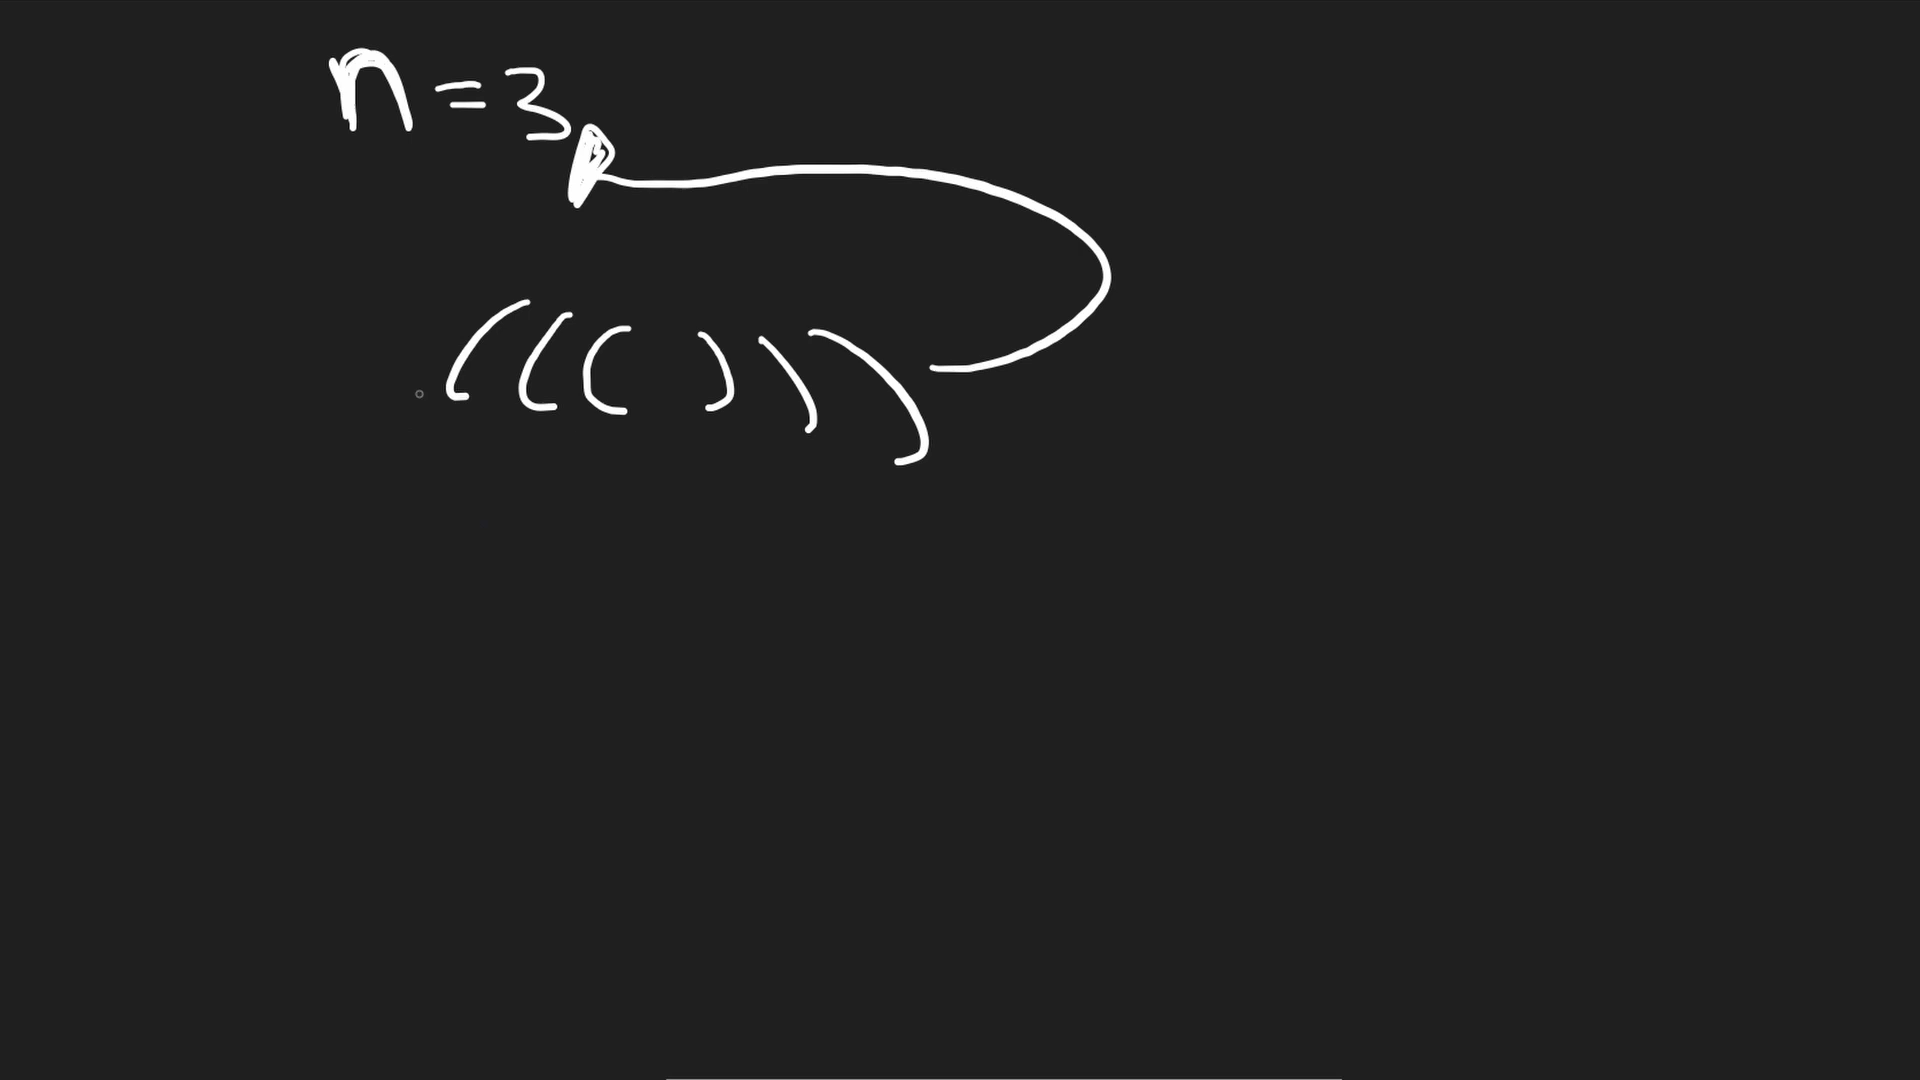 n = 3
((()))